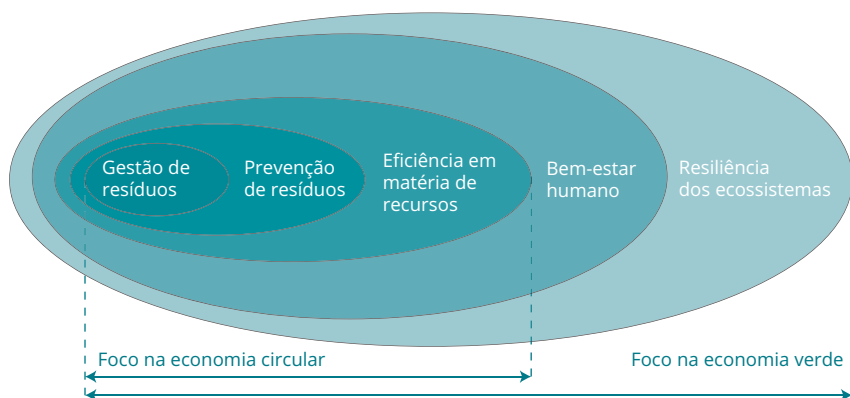 Gestão de
resíduos
Prevenção
de resíduos
Eficiência em
matéria de
recursos
Bem-estar
humano
Resiliência
dos ecossistemas
Foco na economia circular
Foco na economia verde